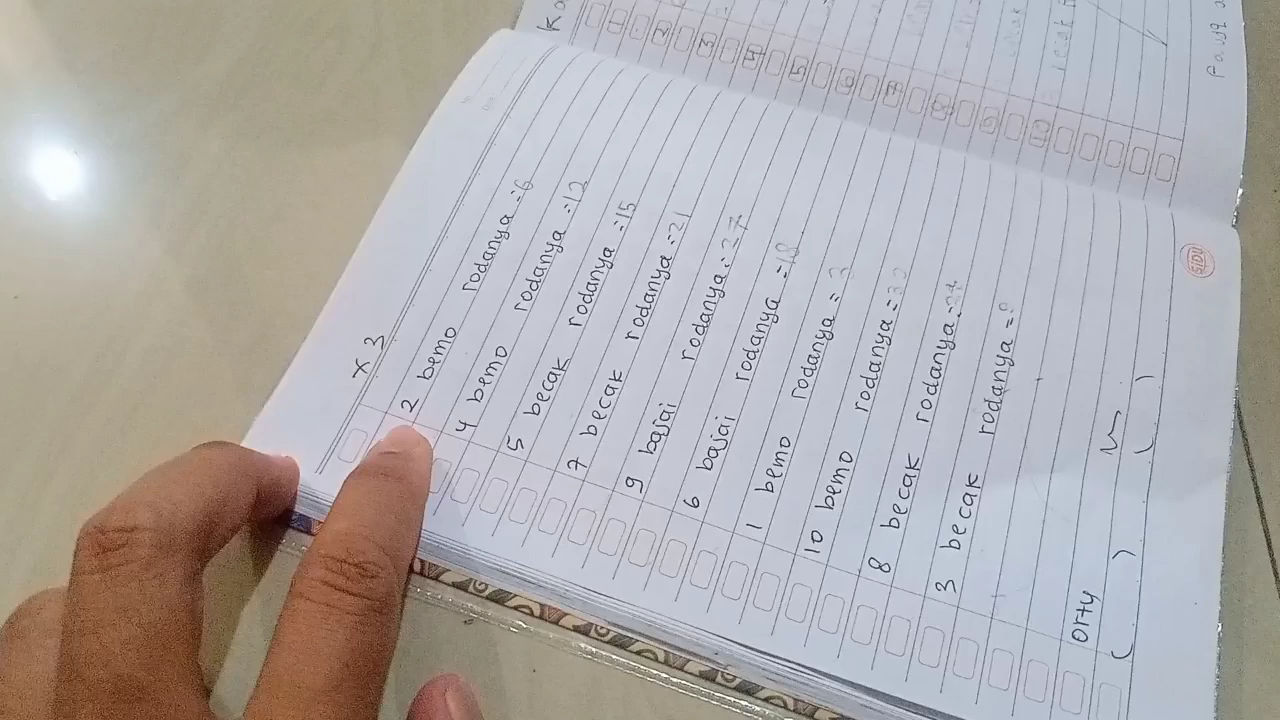 x 3
2 bemo rodanya =6
4 bemo rodanya =12
5 becak rodanya =15
7 becak rodanya =21
9 bajai rodanya =27
6 bajai rodanya =18
1 bemo rodanya = 3
10 bemo rodanya =30
8 becak rodanya =24
3 becak rodanya =9
Orty
( ) ( )
SIDU